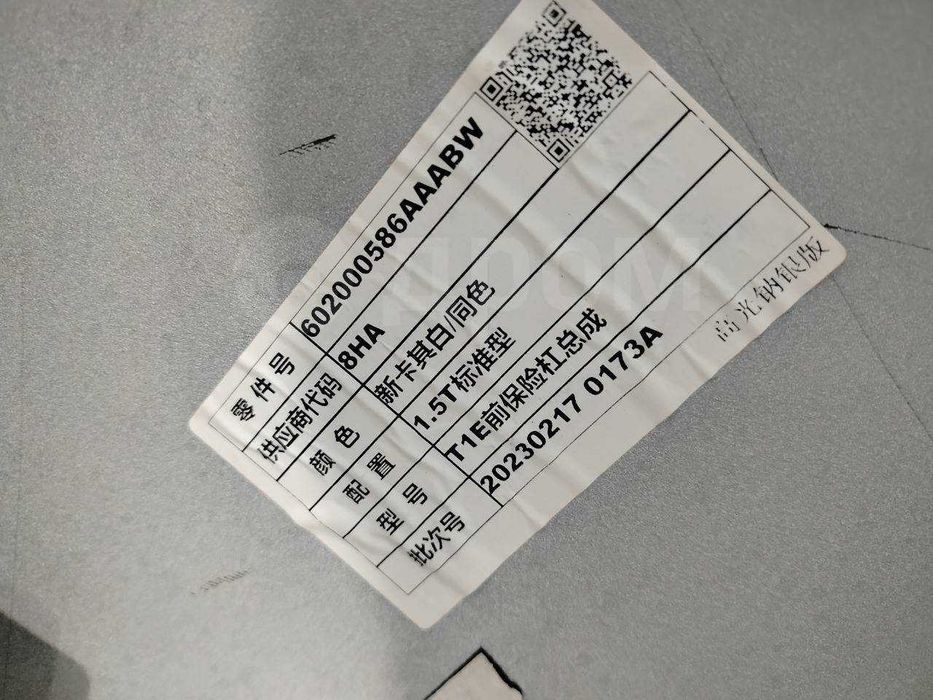 零件号 602000586AAABW
供应商代码 8HA
颜色 新卡其白/同色
配置 1.5T标准型
型号 T1E前保险杠总成
批次号 20230217 0173A
高光钠银版